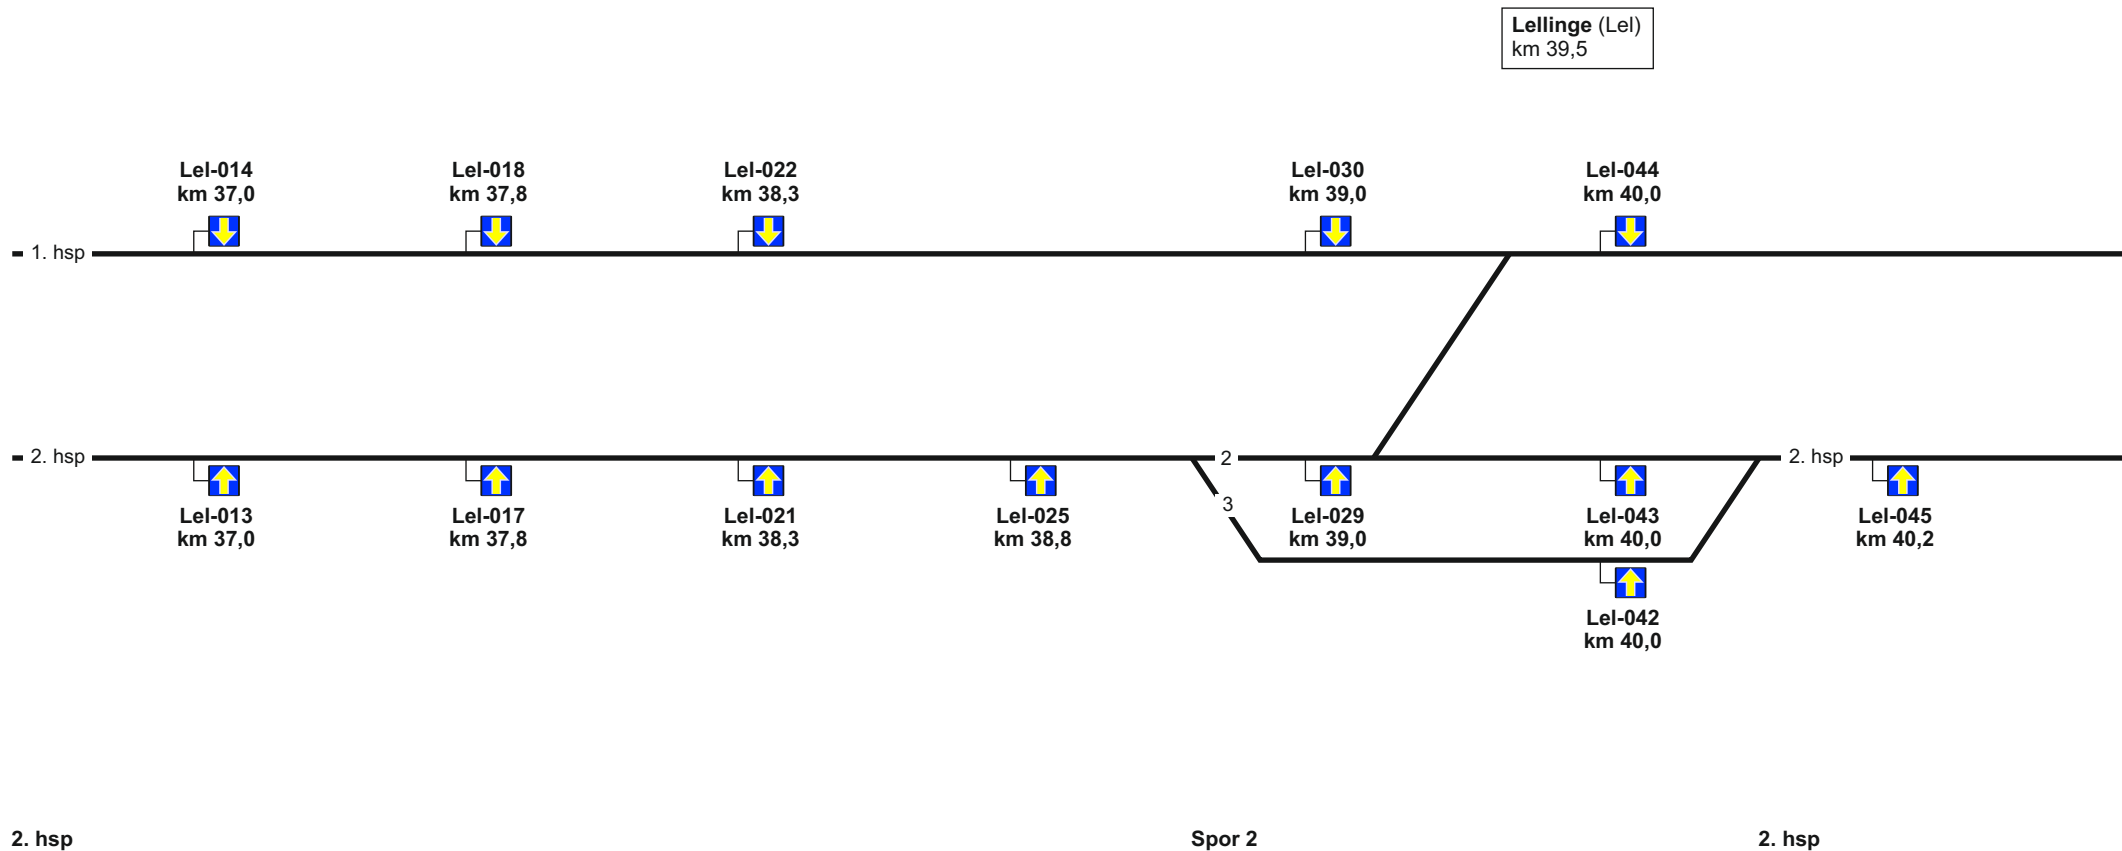 Lellinge (Lel)
km 39,5
Lel-014
km 37,0
Lel-018
km 37,8
Lel-022
km 38,3
Lel-030
km 39,0
Lel-044
km 40,0
1. hsp
2. hsp
2
2. hsp
3
Lel-013
km 37,0
Lel-017
km 37,8
Lel-021
km 38,3
Lel-025
km 38,8
Lel-029
km 39,0
Lel-043
km 40,0
Lel-045
km 40,2
Lel-042
km 40,0
2. hsp
Spor 2
2. hsp